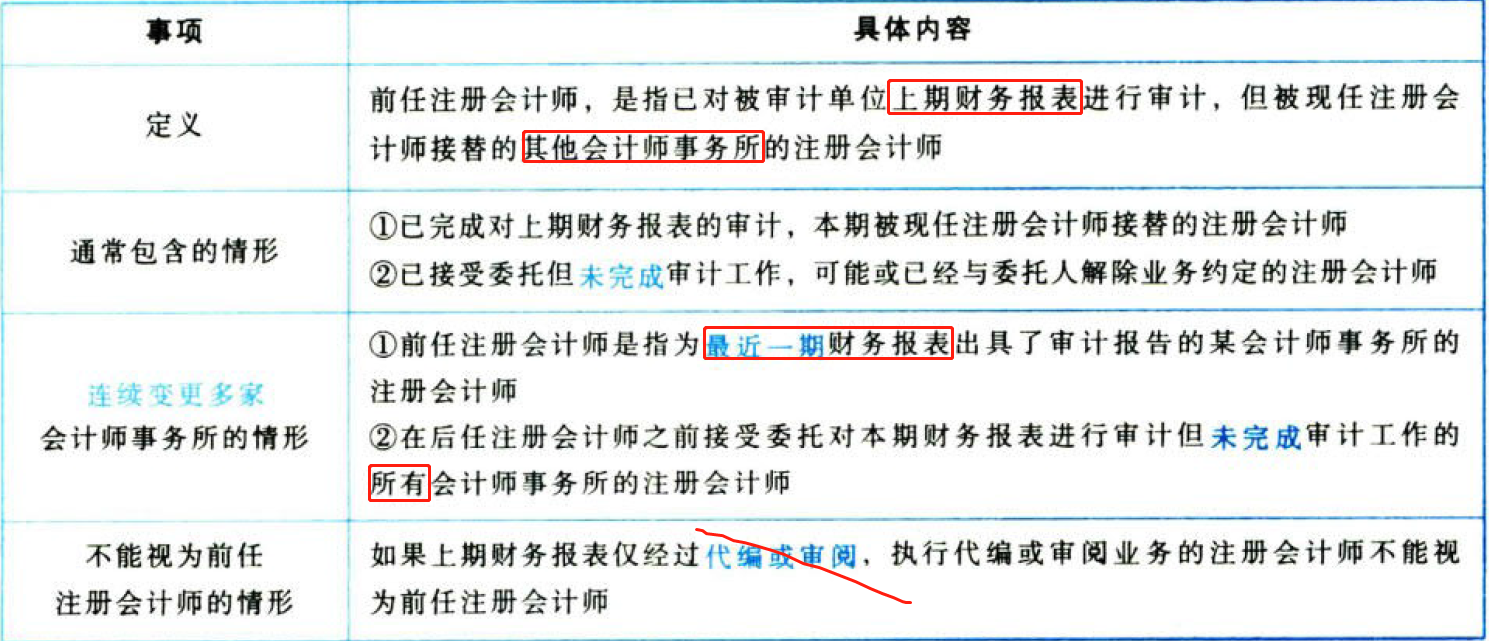 事项
具体内容
定义
前任注册会计师，是指已对被审计单位上期财务报表进行审计，但被现任注册会
计师接替的其他会计师事务所的注册会计师
通常包含的情形
①已完成对上期财务报表的审计，本期被现任注册会计师接替的注册会计师
②已接受委托但未完成审计工作，可能或已经与委托人解除业务约定的注册会计师
连续变更多家
会计师事务所的情形
①前任注册会计师是指为最近一期财务报表出具了审计报告的某会计师事务所的
注册会计师
②在后任注册会计师之前接受委托对本期财务报表进行审计但未完成审计工作的
所有会计师事务所的注册会计师
不能视为前任
注册会计师的情形
如果上期财务报表仅经过代编或审阅，执行代编或审阅业务的注册会计师不能视
为前任注册会计师